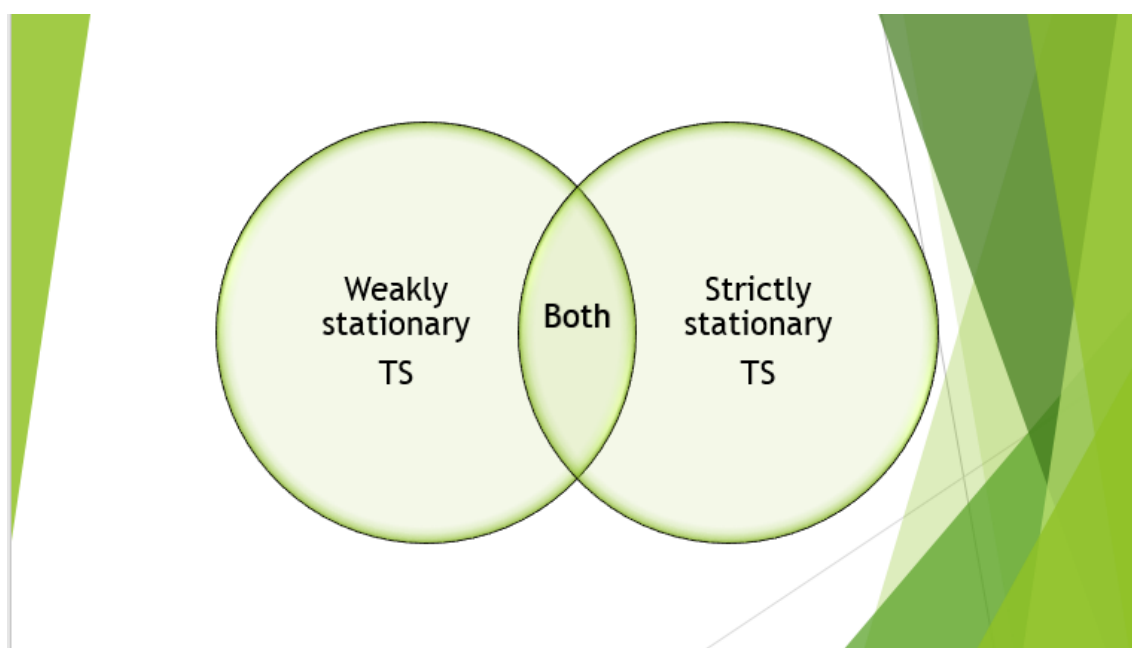 Weakly
stationary
TS
Both
Strictly
stationary
TS